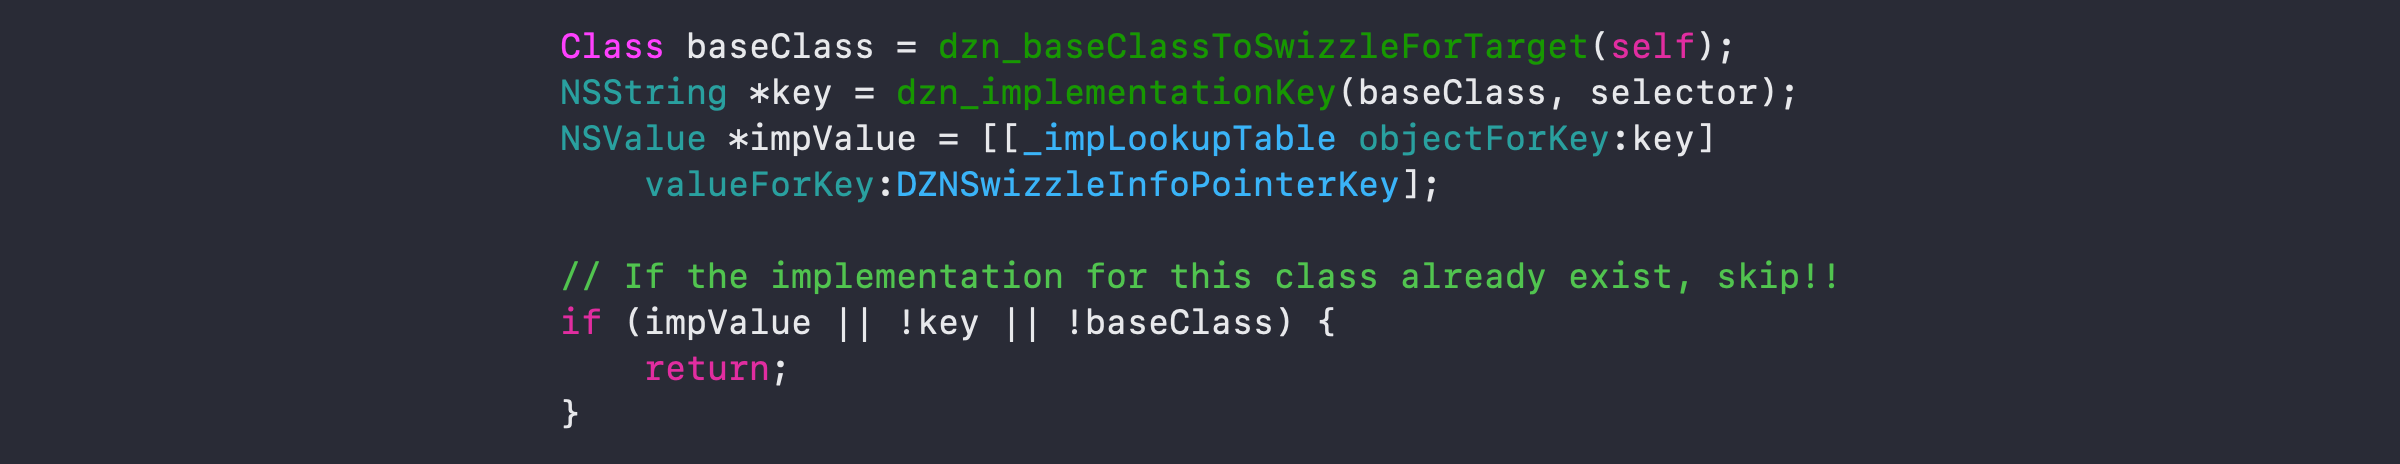 Class baseClass = dzn_baseClassToSwizzleForTarget(self);
NSString *key = dzn_implementationKey(baseClass, selector);
NSValue *impValue = [[_impLookupTable objectForKey:key]
    valueForKey:DZNSwizzleInfoPointerKey];

// If the implementation for this class already exist, skip!!
if (impValue || !key || !baseClass) {
    return;
}